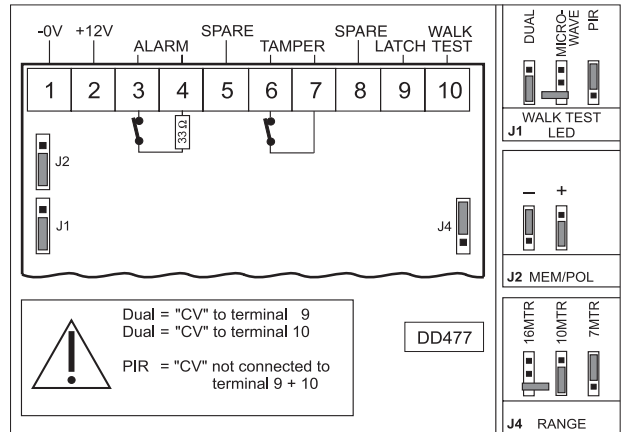 -0V +12V ALARM SPARE TAMPER SPARE LATCH WALK TEST
1 2 3 4 5 6 7 8 9 10
33 Ω
J2
J1
J4
Dual = "CV" to terminal 9
Dual = "CV" to terminal 10
PIR = "CV" not connected to
terminal 9 + 10
DD477
DUAL
MICRO-
WAVE
PIR
J1 WALK TEST
LED
– +
J2 MEM/POL
16MTR
10MTR
7MTR
J4 RANGE